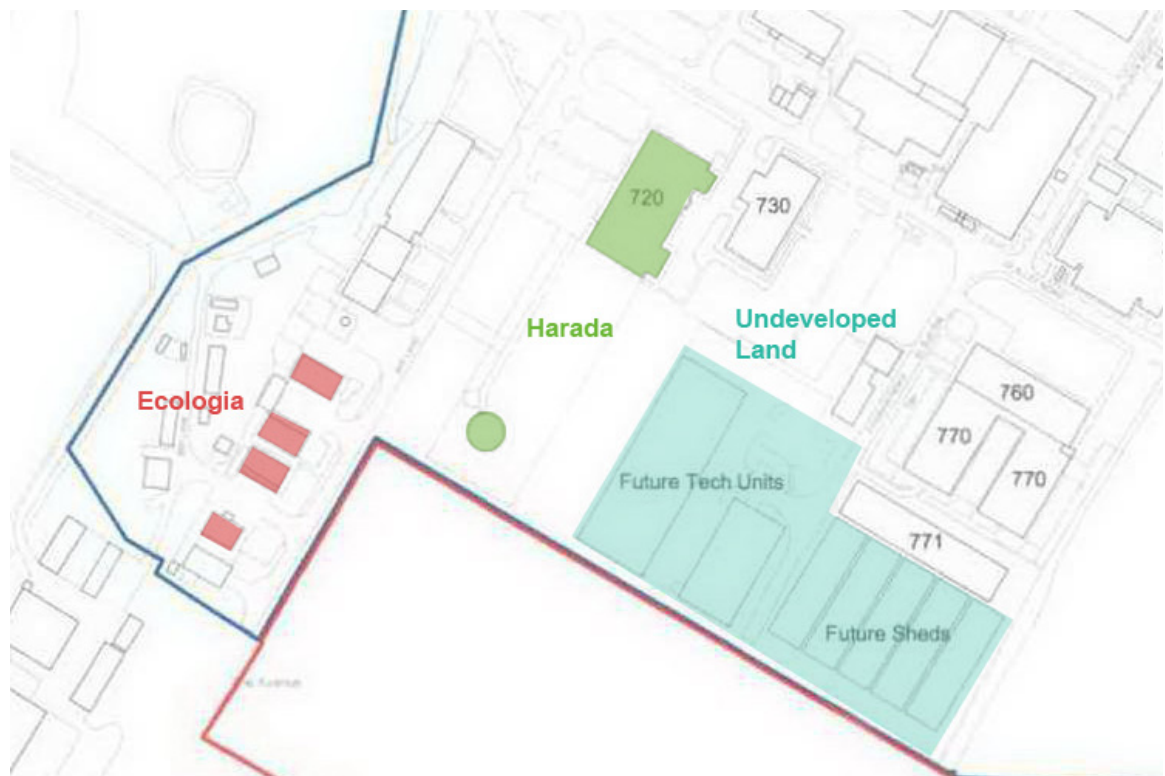 720
730
Harada
Undeveloped
Land
Ecologia
760
770
770
Future Tech Units
771
Future Sheds